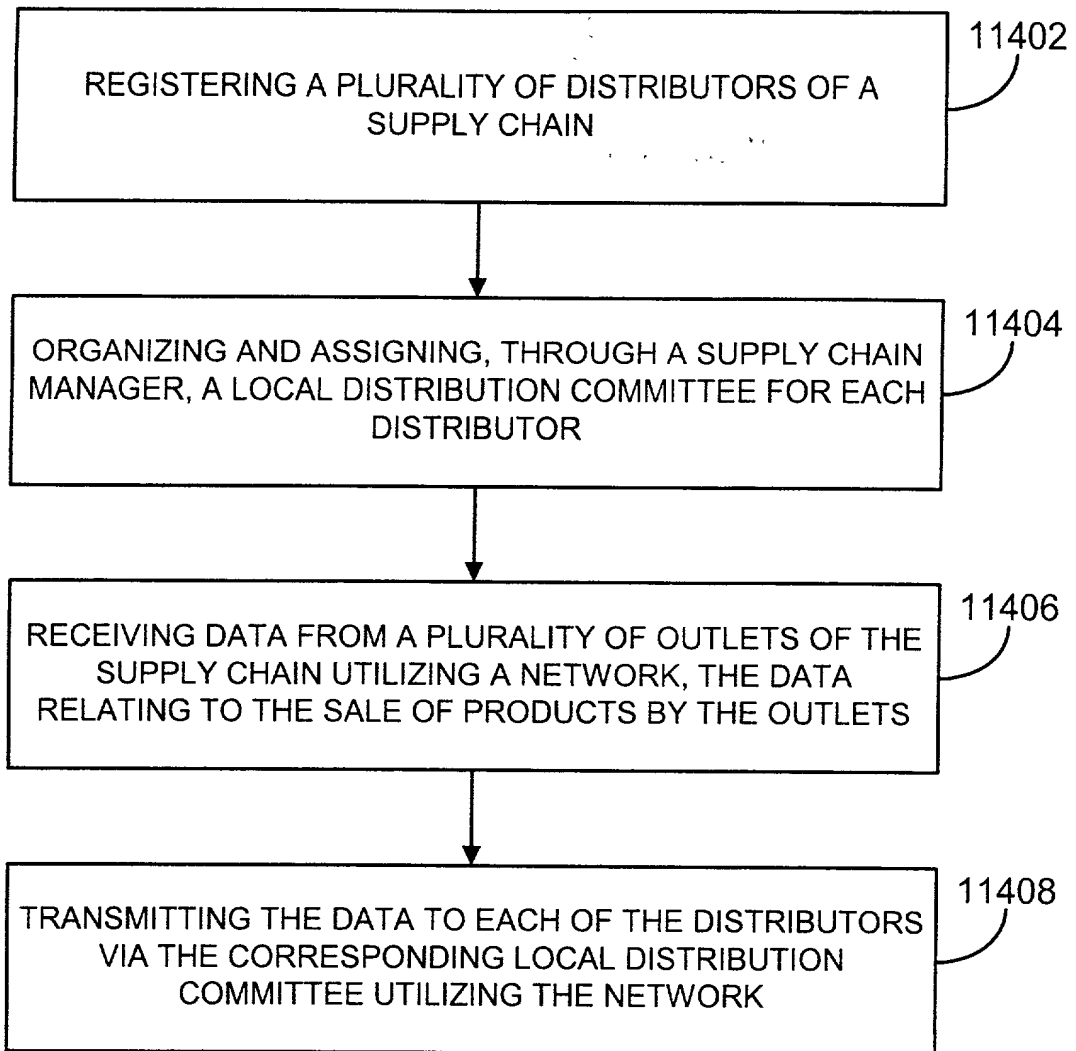 11402
REGISTERING A PLURALITY OF DISTRIBUTORS OF A
SUPPLY CHAIN
11404
ORGANIZING AND ASSIGNING, THROUGH A SUPPLY CHAIN
MANAGER, A LOCAL DISTRIBUTION COMMITTEE FOR EACH
DISTRIBUTOR
11406
RECEIVING DATA FROM A PLURALITY OF OUTLETS OF THE
SUPPLY CHAIN UTILIZING A NETWORK, THE DATA
RELATING TO THE SALE OF PRODUCTS BY THE OUTLETS
11408
TRANSMITTING THE DATA TO EACH OF THE DISTRIBUTORS
VIA THE CORRESPONDING LOCAL DISTRIBUTION
COMMITTEE UTILIZING THE NETWORK